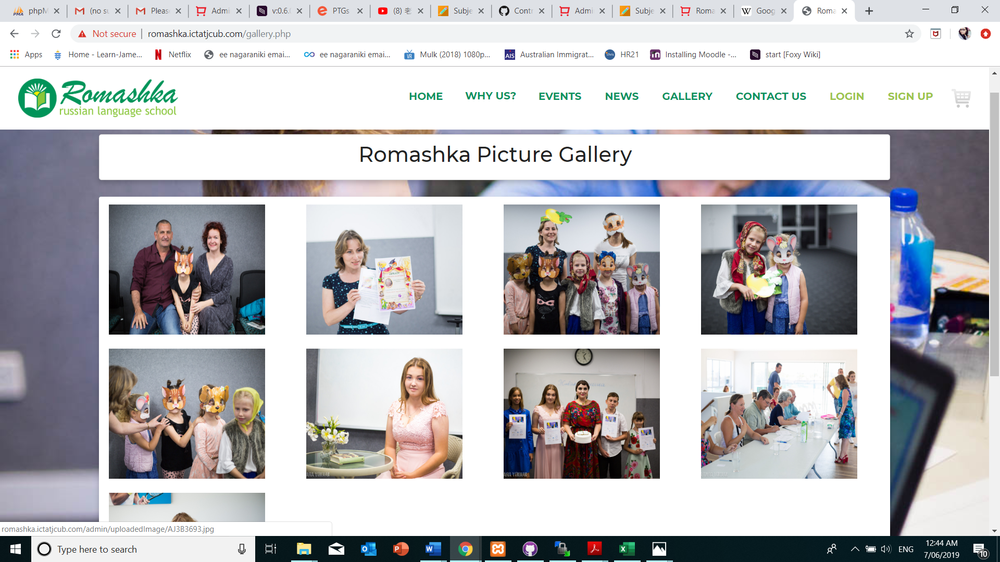 phpM
(no su
Pleas
Admi
v:0.6.
PTGs
(8) 老
Subje
Contr
Admi
Subje
Roma
Goog
Roma
Not secure
romashka.ictatjcub.com/gallery.php
Apps
Home - Learn-Jame...
Netflix
ee nagaraniki emai...
ee nagaraniki emai...
Mulk (2018) 1080p...
AIS
Australian Immigrat...
HR21
Installing Moodle -...
start [Foxy Wiki]
Romashka
russian language school
HOME
WHY US?
EVENTS
NEWS
GALLERY
CONTACT US
LOGIN
SIGN UP
Romashka Picture Gallery
romashka.ictatjcub.com/admin/uploadedImage/AJ3B3693.jpg
Type here to search
ENG
12:44 AM
7/06/2019
10